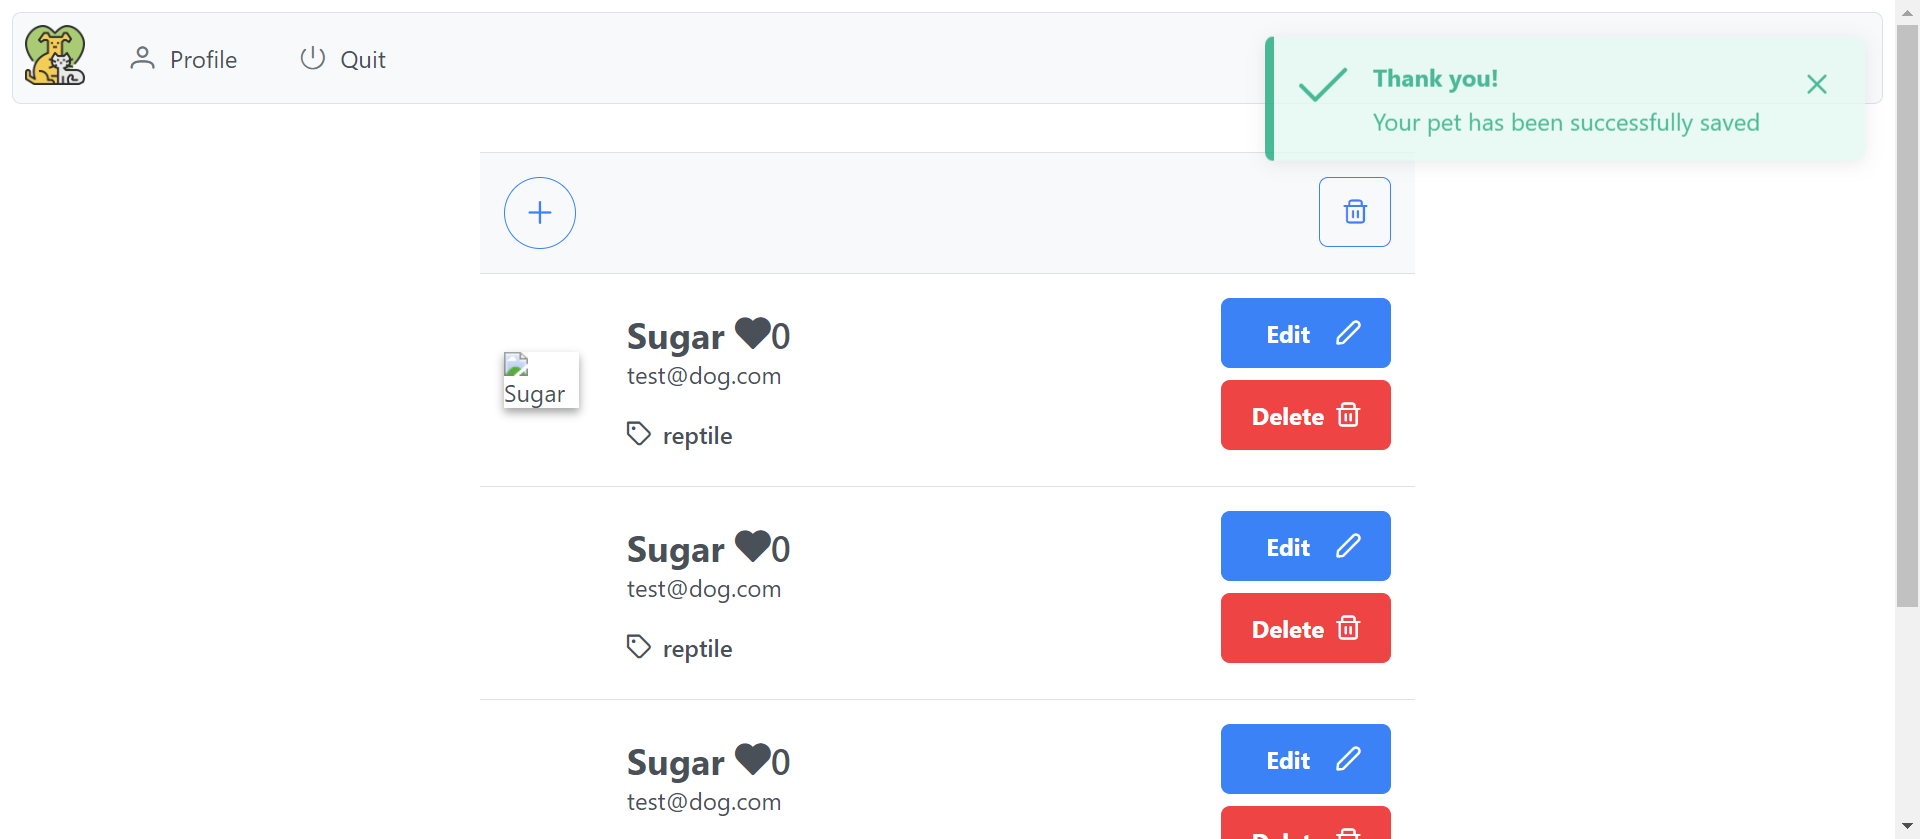 Profile
Quit
Thank you!
Your pet has been successfully saved
Sugar 0
test@dog.com
reptile
Sugar
Edit
Delete
Sugar 0
test@dog.com
reptile
Edit
Delete
Sugar 0
test@dog.com
Edit
Delete